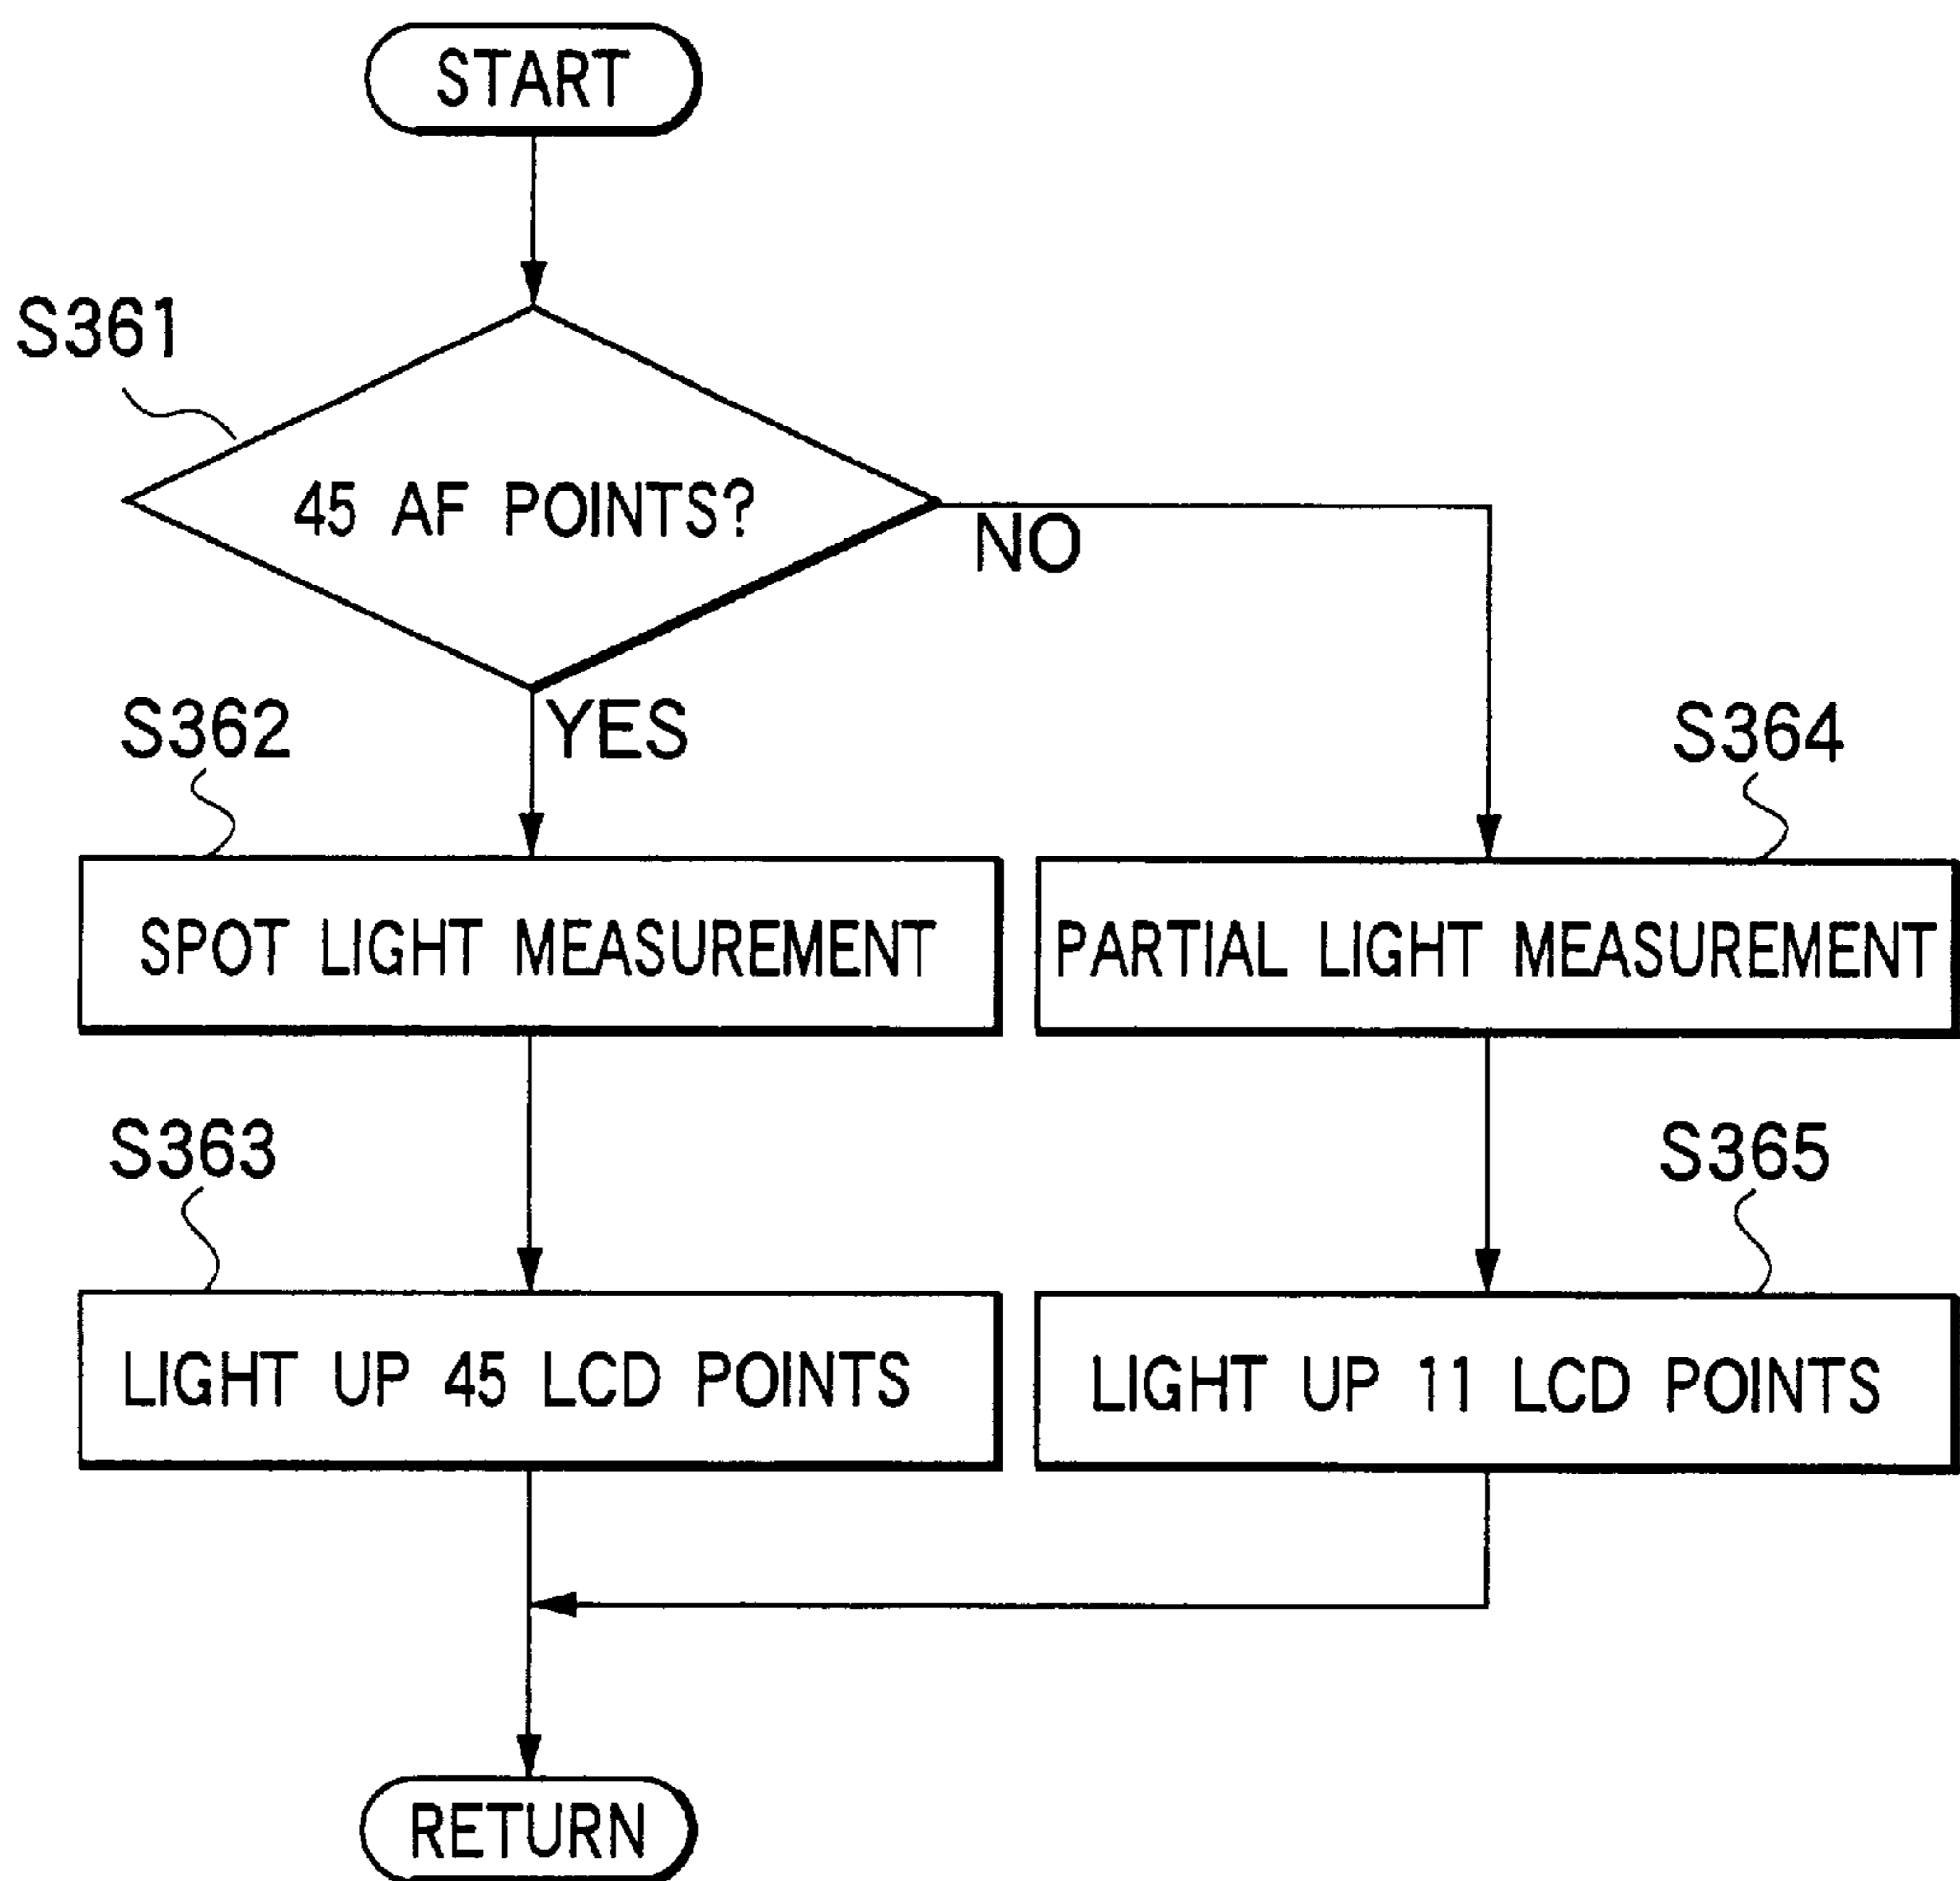 START
S361
45 AF POINTS?
NO
YES
S362
S364
SPOT LIGHT MEASUREMENT
PARTIAL LIGHT MEASUREMENT
S363
S365
LIGHT UP 45 LCD POINTS
LIGHT UP 11 LCD POINTS
RETURN